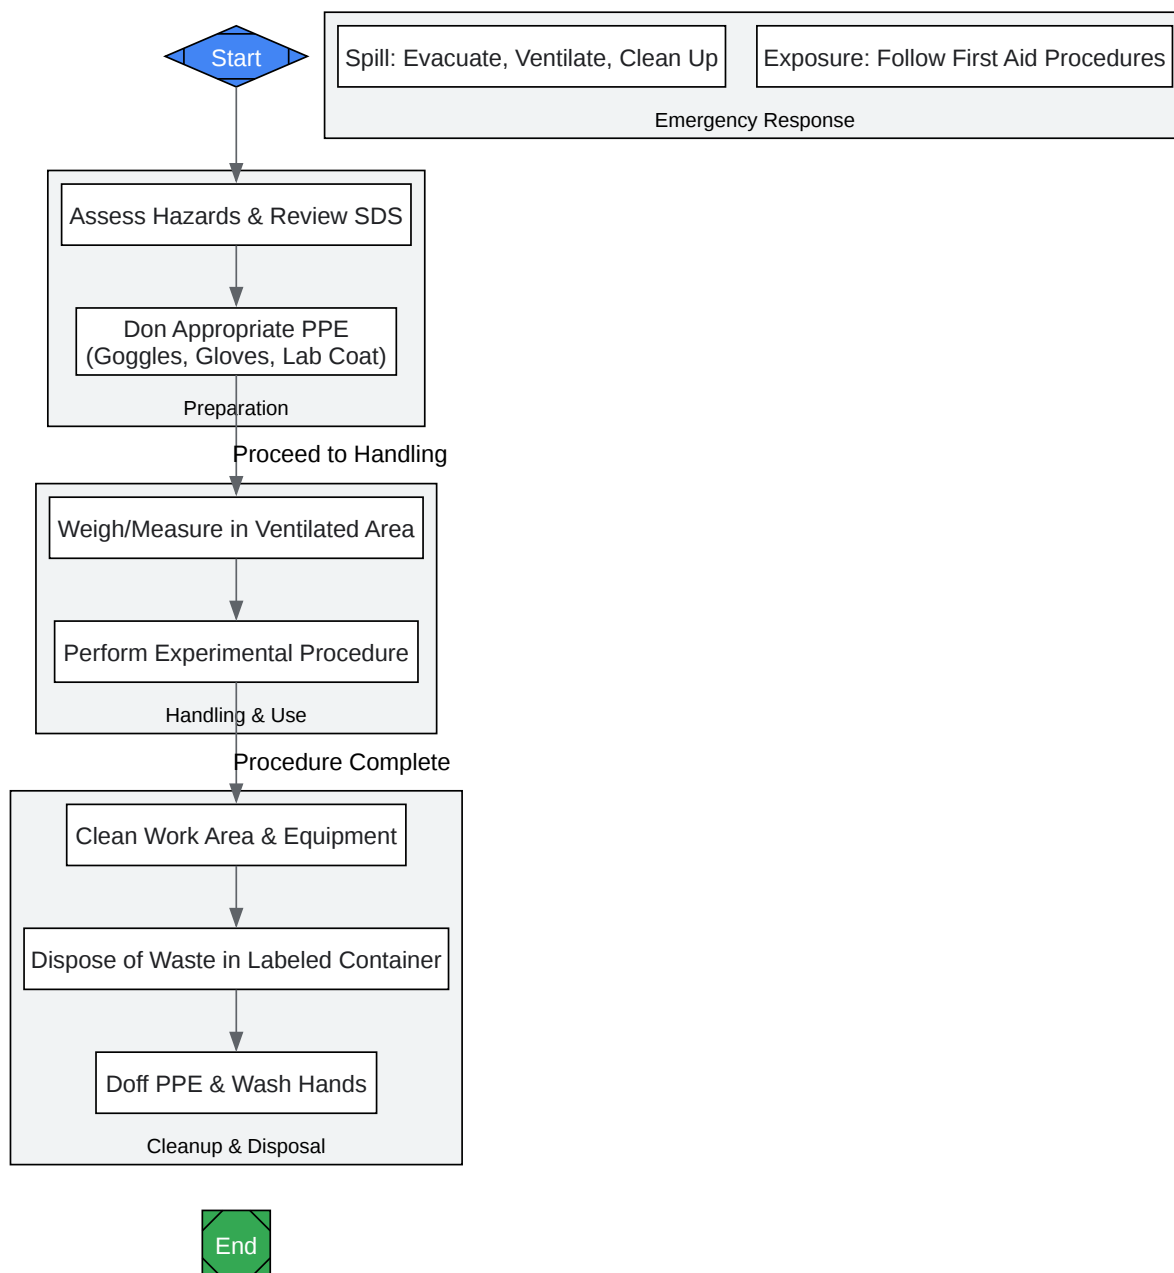 Start
Spill: Evacuate, Ventilate, Clean Up
Exposure: Follow First Aid Procedures
Emergency Response
Assess Hazards & Review SDS
Don Appropriate PPE
(Goggles, Gloves, Lab Coat)
Preparation
Proceed to Handling
Weigh/Measure in Ventilated Area
Perform Experimental Procedure
Handling & Use
Procedure Complete
Clean Work Area & Equipment
Dispose of Waste in Labeled Container
Doff PPE & Wash Hands
Cleanup & Disposal
End